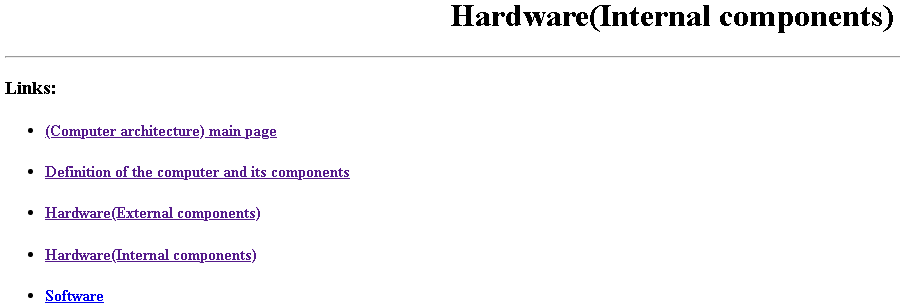 Hardware(Internal components)
Links:
(Computer architecture) main page
Definition of the computer and its components
Hardware(External components)
Hardware(Internal components)
Software